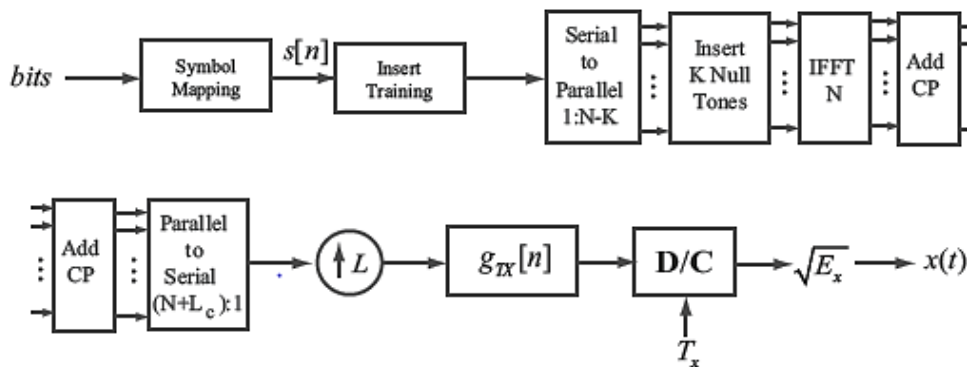 bits
Symbol
Mapping
s[n]
Insert
Training
Serial
to
Parallel
1:N-K
Insert
K Null
Tones
IFFT
N
Add
CP
Add
CP
Parallel
to
Serial
(N+L_c):1
↑ L
g_TX[n]
D/C
T_x
√E_x
x(t)